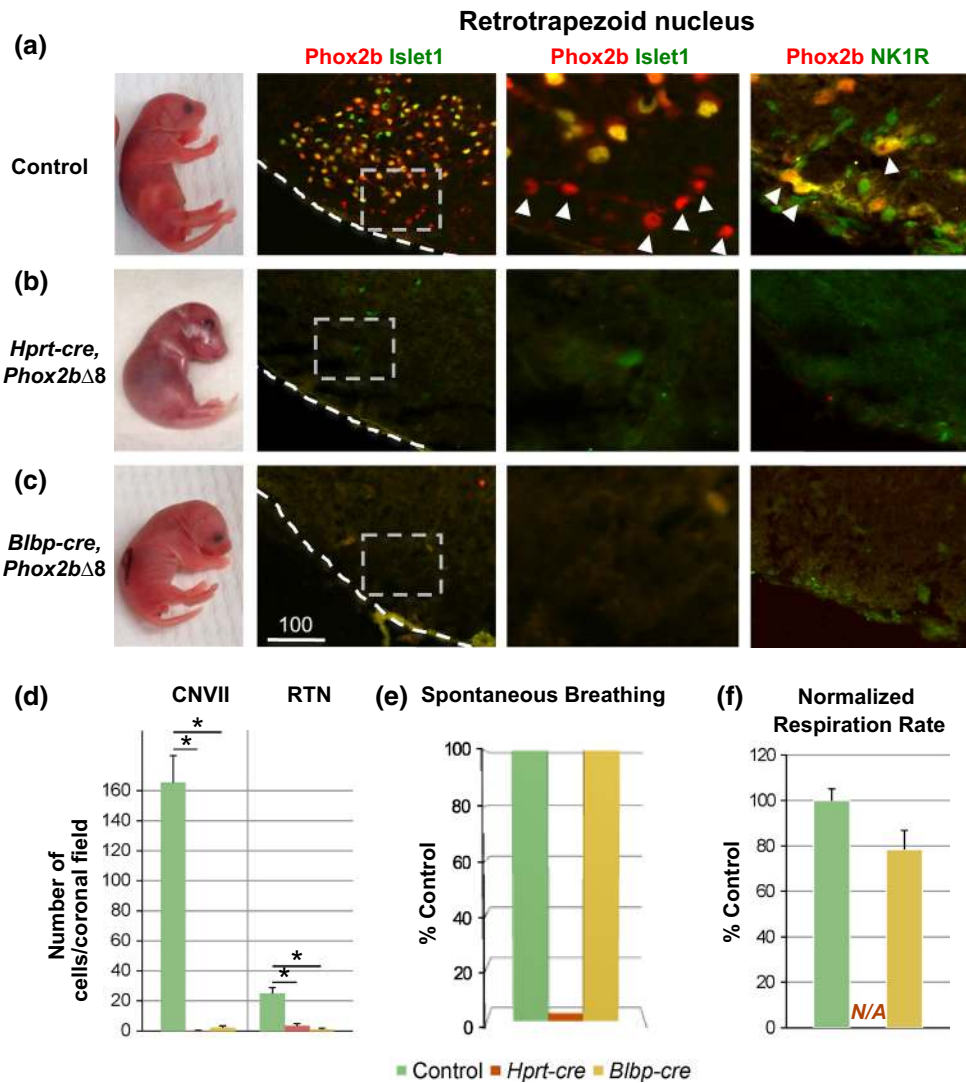 Retrotrapezoid nucleus
(a)
Phox2b Islet1
Phox2b Islet1
Phox2b NK1R
Control
(b)
Hprt-cre,
Phox2bΔ8
(c)
Blbp-cre,
Phox2bΔ8
100
(d)
CNVII
RTN
Number of
cells/coronal field
160
140
120
100
80
60
40
20
0
*
*
*
*
(e)
Spontaneous Breathing
% Control
100
80
60
40
20
0
(f)
Normalized
Respiration Rate
% Control
120
100
80
60
40
20
0
N/A
Control Hprt-cre Blbp-cre